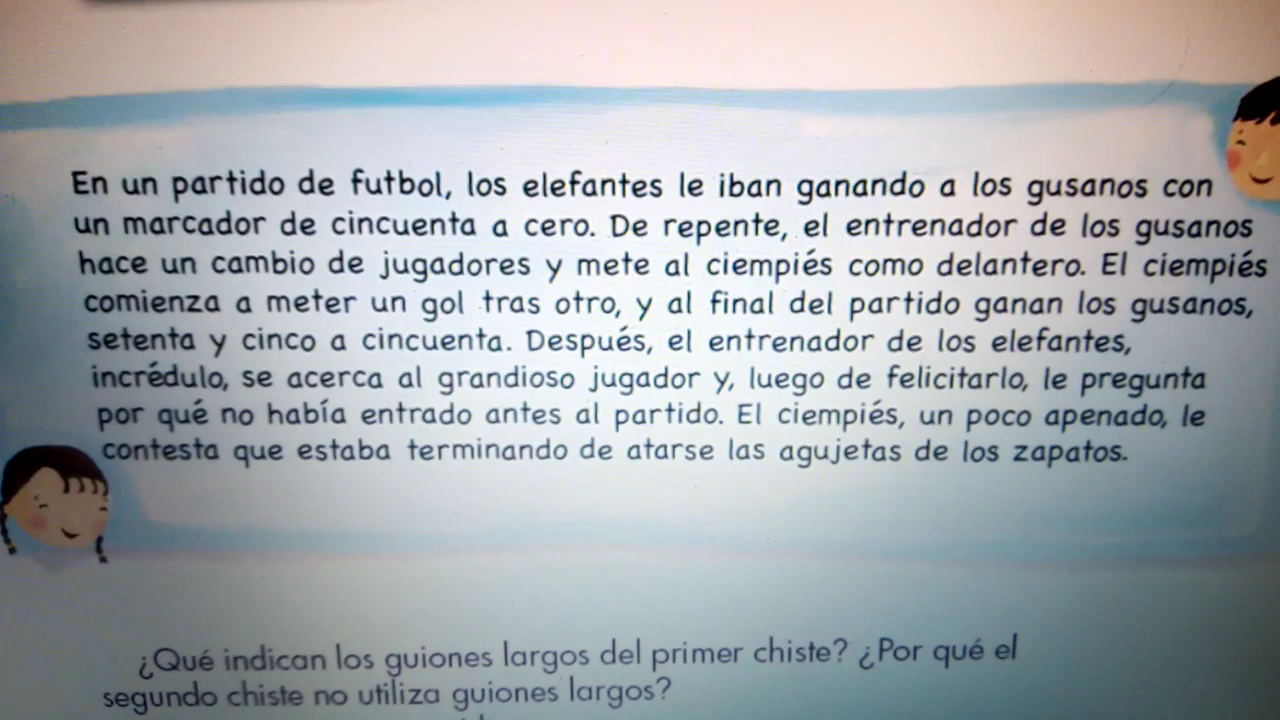 En un partido de futbol, los elefantes le iban ganando a los gusanos con
un marcador de cincuenta a cero. De repente, el entrenador de los gusanos
hace un cambio de jugadores y mete al ciempiés como delantero. El ciempiés
comienza a meter un gol tras otro, y al final del partido ganan los gusanos,
setenta y cinco a cincuenta. Después, el entrenador de los elefantes,
incrédulo, se acerca al grandioso jugador y, luego de felicitarlo, le pregunta
por qué no había entrado antes al partido. El ciempiés, un poco apenado, le
contesta que estaba terminando de atarse las agujetas de los zapatos.
¿Qué indican los guiones largos del primer chiste? ¿Por qué el
segundo chiste no utiliza guiones largos?